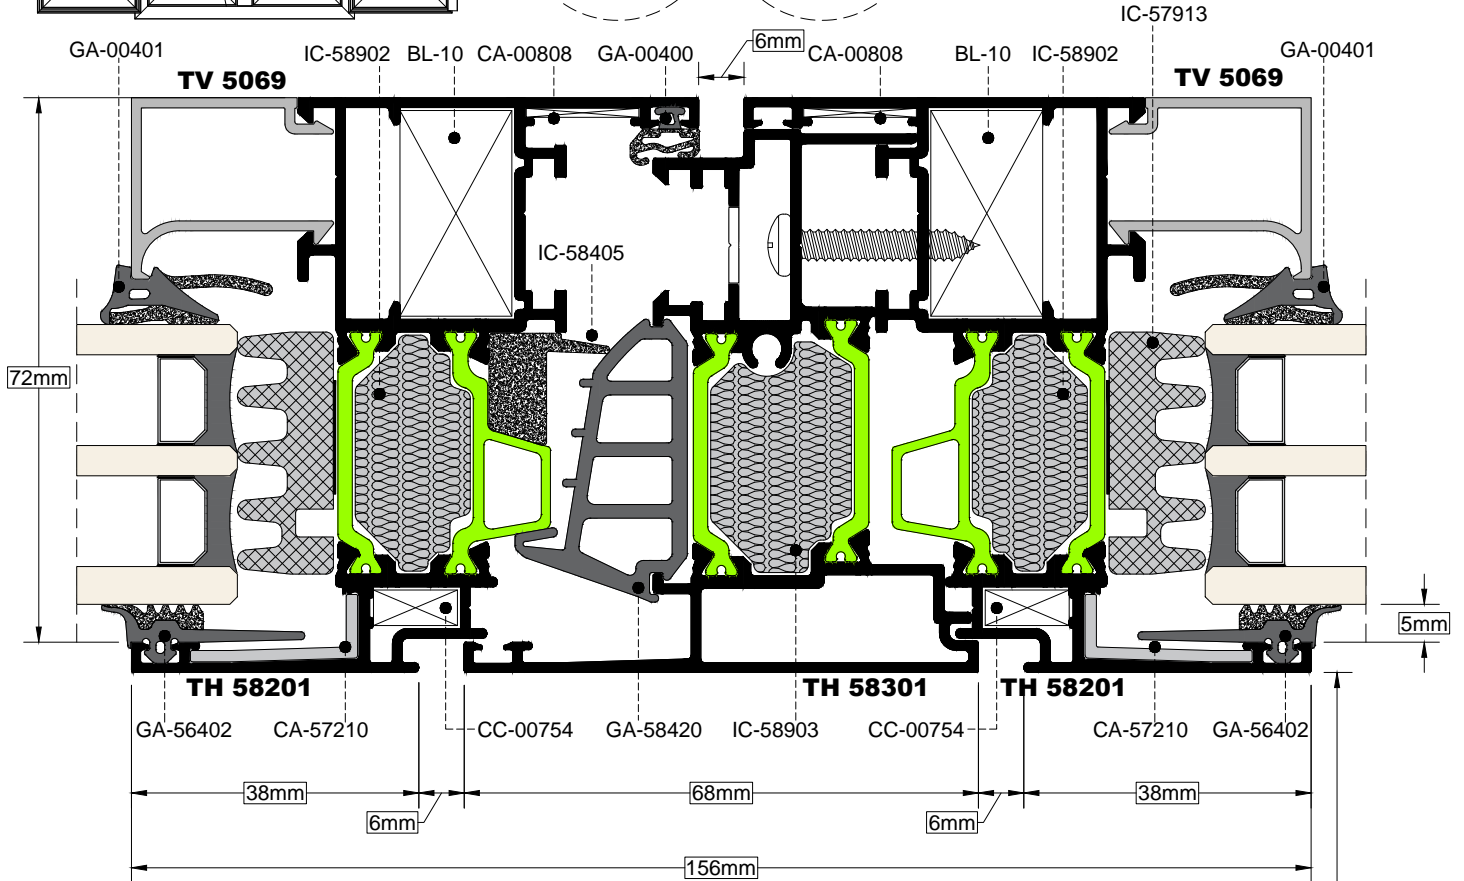 IC-57913
GA-00401 IC-58902 BL-10 CA-00808 GA-00400 6mm CA-00808 BL-10 IC-58902 GA-00401
TV 5069 TV 5069
IC-58405
72mm
5mm
TH 58201 TH 58301 TH 58201
GA-56402 CA-57210 CC-00754 GA-58420 IC-58903 CC-00754 CA-57210 GA-56402
38mm 68mm 38mm
6mm 6mm
156mm